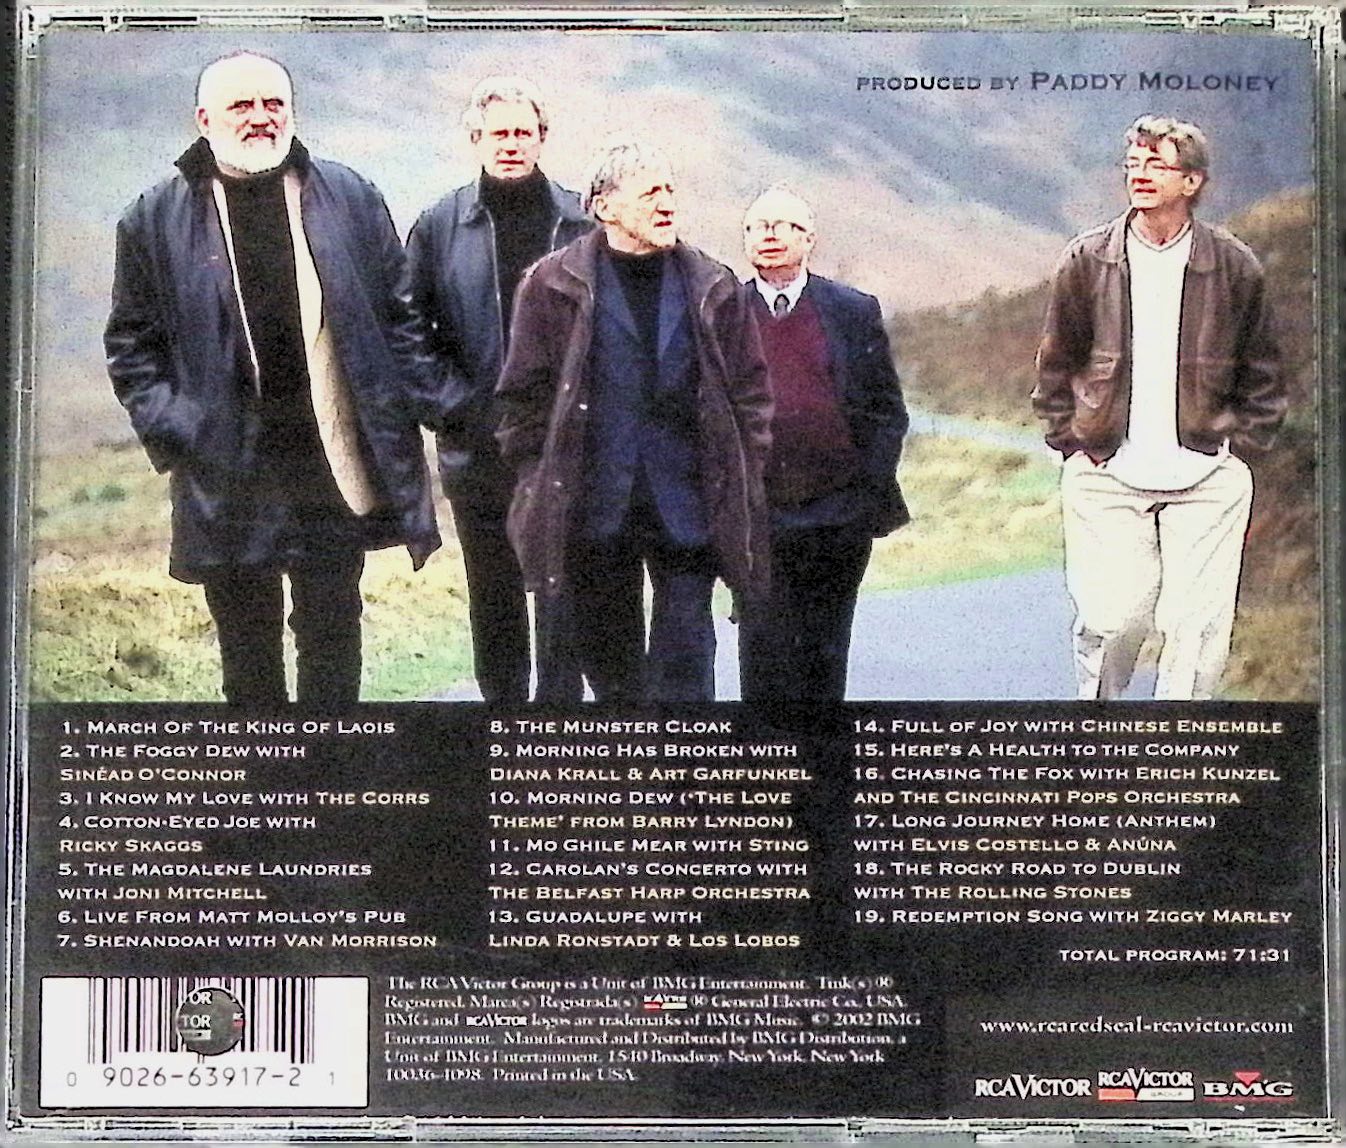 PRODUCED BY PADDY MOLONEY
1. MARCH OF THE KING OF LAOIS
2. THE FOGGY DEW WITH
SINÉAD O'CONNOR
3. I KNOW MY LOVE WITH THE CORRS
4. COTTON-EYED JOE WITH
RICKY SKAGGS
5. THE MAGDALENE LAUNDRIES
WITH JONI MITCHELL
6. LIVE FROM MATT MOLLOY'S PUB
7. SHENANDOAH WITH VAN MORRISON
8. THE MUNSTER CLOAK
9. MORNING HAS BROKEN WITH
DIANA KRALL & ART GARFUNKEL
10. MORNING DEW ("THE LOVE
THEME" FROM BARRY LYNDON)
11. MO GHILE MEAR WITH STING
12. CAROLAN'S CONCERTO WITH
THE BELFAST HARP ORCHESTRA
13. GUADALUPE WITH
LINDA RONSTADT & LOS LOBOS
14. FULL OF JOY WITH CHINESE ENSEMBLE
15. HERE'S A HEALTH TO THE COMPANY
16. CHASING THE FOX WITH ERICH KUNZEL
AND THE CINCINNATI POPS ORCHESTRA
17. LONG JOURNEY HOME (ANTHEM)
WITH ELVIS COSTELLO & ANÚNA
18. THE ROCKY ROAD TO DUBLIN
WITH THE ROLLING STONES
19. REDEMPTION SONG WITH ZIGGY MARLEY
TOTAL PROGRAM: 71:31
TOR
TOR
0 9026-63917-2 1
The RCA Victor Group is a Unit of BMG Entertainment. Tmk(s) ®
Registered. Marca(s) Registrada(s) RCA VICTOR ® General Electric Co., USA.
BMG and RCA VICTOR logos are trademarks of BMG Music. © 2002 BMG
Entertainment. Manufactured and Distributed by BMG Distribution, a
Unit of BMG Entertainment, 1540 Broadway, New York, New York
10036-4098. Printed in the USA.
www.rcaredseal-rcavictor.com
RCA VICTOR RCA VICTOR GROUP BMG